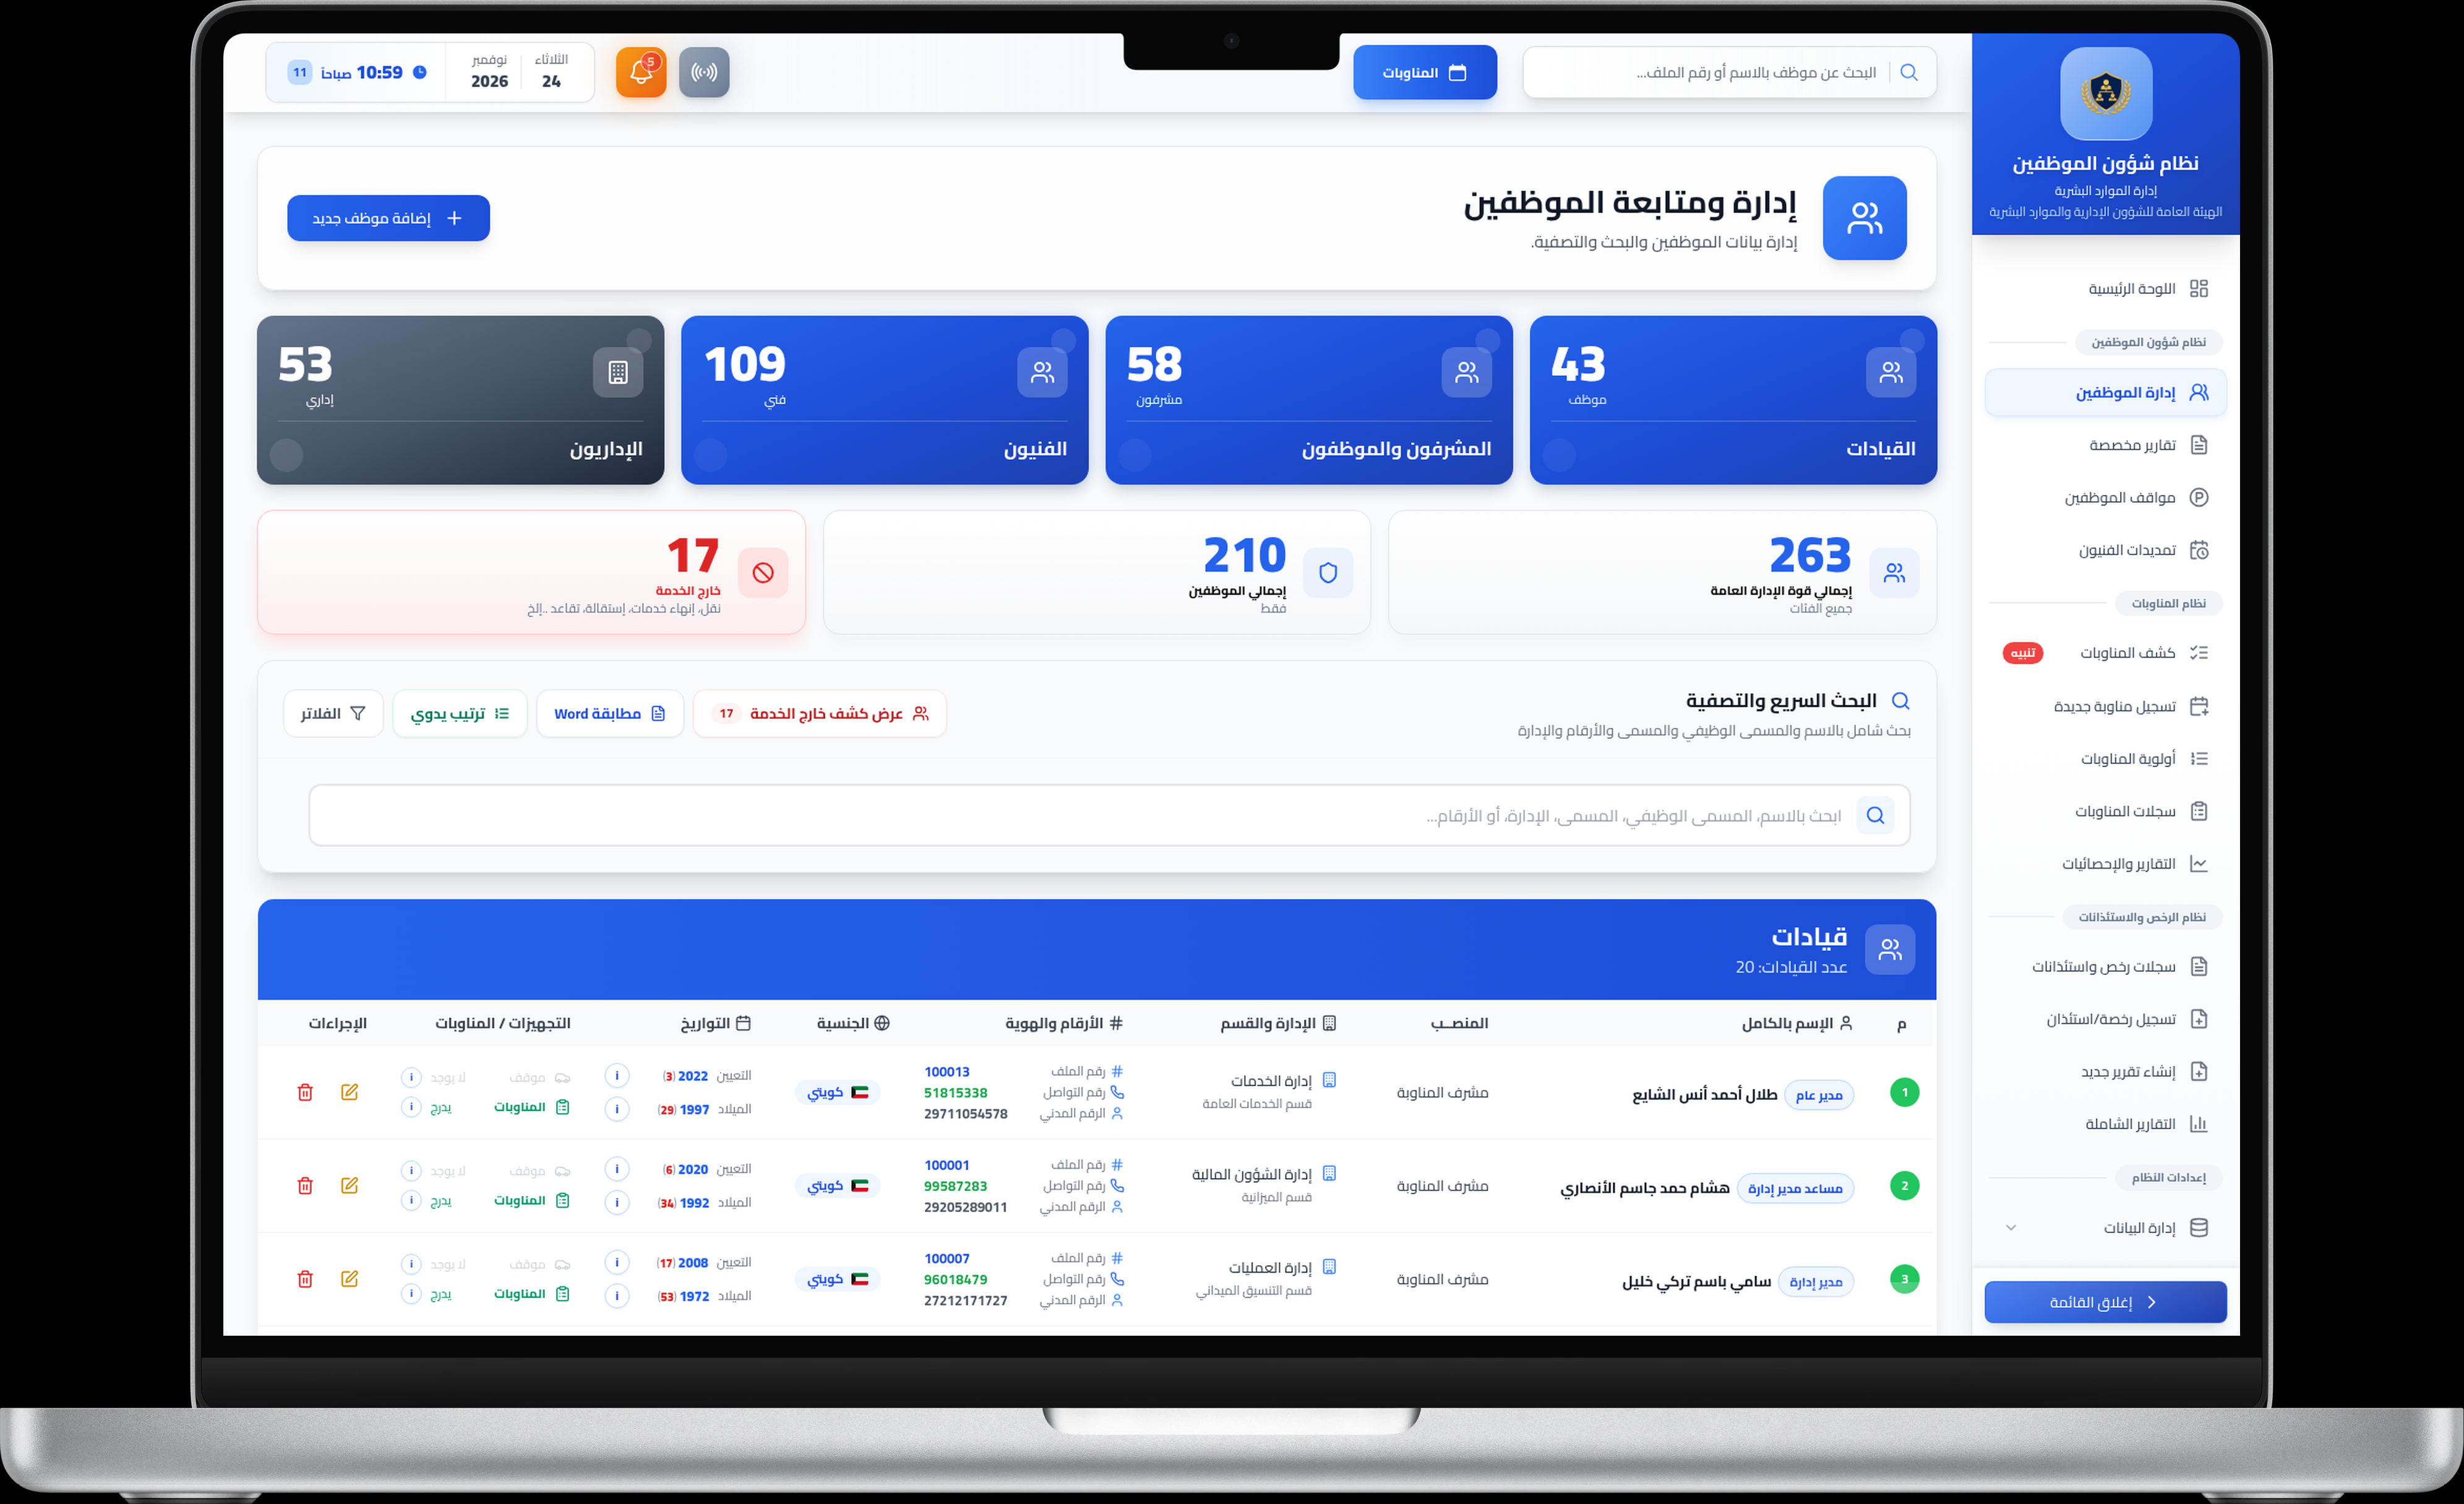 البحث عن موظف بالاسم أو رقم الملف...
المناوبات
5
الثلاثاء
24
نوفمبر
2026
10:59 صباحاً
11
نظام شؤون الموظفين
إدارة الموارد البشرية
الهيئة العامة للشؤون الإدارية والموارد البشرية
اللوحة الرئيسية
نظام شؤون الموظفين
إدارة الموظفين
تقارير مخصصة
مواقف الموظفين
تمديدات الفنيون
نظام المناوبات
كشف المناوبات
تنبيه
تسجيل مناوبة جديدة
أولوية المناوبات
سجلات المناوبات
التقارير والإحصائيات
نظام الرخص والاستئذانات
سجلات رخص واستئذانات
تسجيل رخصة/استئذان
إنشاء تقرير جديد
التقارير الشاملة
إعدادات النظام
إدارة البيانات
إغلاق القائمة
إدارة ومتابعة الموظفين
إدارة بيانات الموظفين والبحث والتصفية.
إضافة موظف جديد
43
موظف
القيادات
58
مشرفون
المشرفون والموظفون
109
فني
الفنيون
53
إداري
الإداريون
263
إجمالي قوة الإدارة العامة
جميع الفئات
210
إجمالي الموظفين
فقط
17
خارج الخدمة
نقل، إنهاء خدمات، إستقالة، تقاعد ..إلخ
البحث السريع والتصفية
بحث شامل بالاسم والمسمى الوظيفي والمسمى والأرقام والإدارة
عرض كشف خارج الخدمة 17
مطابقة Word
ترتيب يدوي
الفلاتر
ابحث بالاسم، المسمى الوظيفي، المسمى، الإدارة، أو الأرقام...
قيادات
عدد القيادات: 20
م
الإسم بالكامل
المنصــب
الإدارة والقسم
الأرقام والهوية
الجنسية
التواريخ
التجهيزات / المناوبات
الإجراءات
1
مدير عام
طلال أحمد أنس الشايع
مشرف المناوبة
إدارة الخدمات
قسم الخدمات العامة
رقم الملف 100013
رقم التواصل 51815338
الرقم المدني 29711054578
كويتي
التعيين 2022 (3)
الميلاد 1997 (29)
موقف لا يوجد
المناوبات يدرج
2
مساعد مدير إدارة
هشام حمد جاسم الأنصاري
مشرف المناوبة
إدارة الشؤون المالية
قسم الميزانية
رقم الملف 100001
رقم التواصل 99587283
الرقم المدني 29205289011
كويتي
التعيين 2020 (6)
الميلاد 1992 (34)
موقف لا يوجد
المناوبات يدرج
3
مدير إدارة
سامي باسم تركي خليل
مشرف المناوبة
إدارة العمليات
قسم التنسيق الميداني
رقم الملف 100007
رقم التواصل 96018479
الرقم المدني 27212171727
كويتي
التعيين 2008 (17)
الميلاد 1972 (53)
موقف لا يوجد
المناوبات يدرج